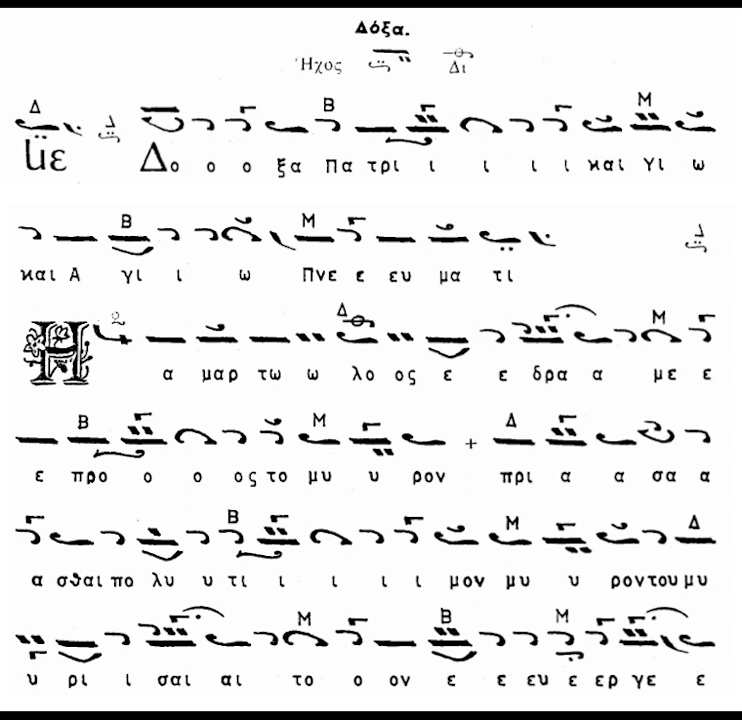 Δόξα.
Ἦχος Δι
Δ Β Μ
με Δο ο ο ξα Πα τρι ι ι ι ι και Υι ω
Β Μ
και Α γι ι ω Πνε ε ευ μα τι
Δ Μ
Η α μαρ τω ω λο ος ε ε δρα α με ε
Β Μ Δ
ε προ ο ο ος το μυ υ ρον + πρι α α σα α
Β Μ Δ
α σθαι πο λυ υ τι ι ι ι ι μον μυ υ ρον του μυ
Μ Β Μ
υ ρι ι σαι αι το ο ον ε ε ευ ε ερ γε ε